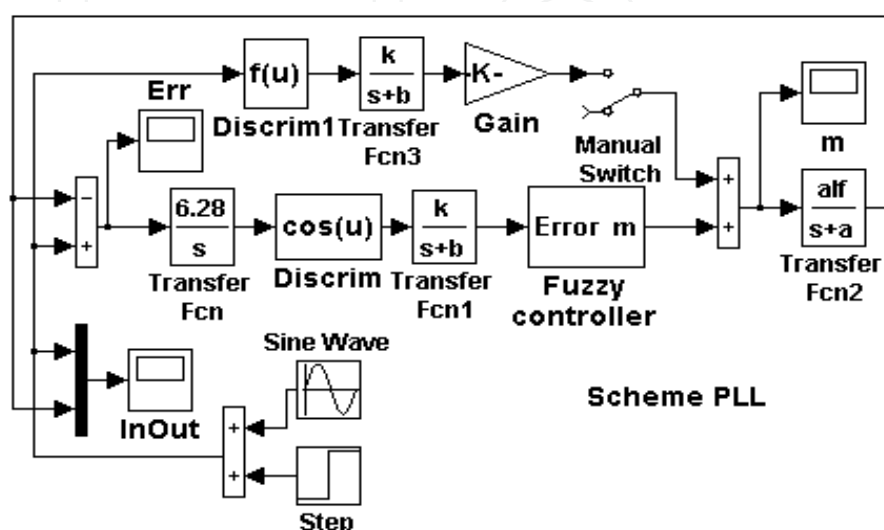 f(u)
k
s+b
-K-
Err
Discrim1
Transfer
Fcn3
Gain
Manual
Switch
m
−
+
6.28
s
cos(u)
k
s+b
Error m
+
+
alf
s+a
Transfer
Fcn
Discrim
Transfer
Fcn1
Fuzzy
controller
Transfer
Fcn2
Sine Wave
InOut
+
+
Scheme PLL
Step